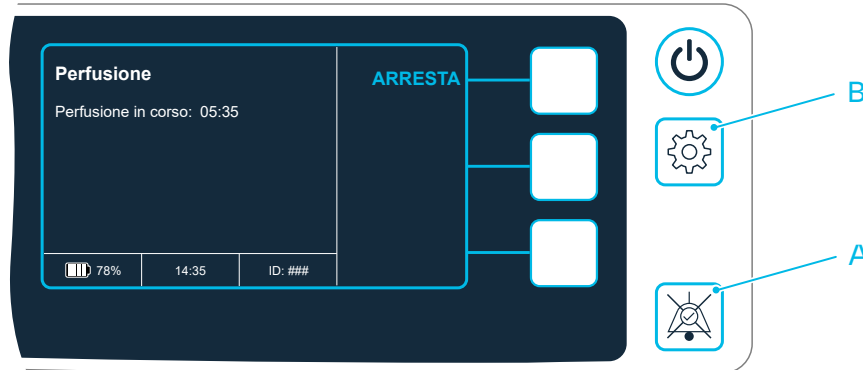 Perfusione
ARRESTA
Perfusione in corso: 05:35
B
A
78%
14:35
ID: ###